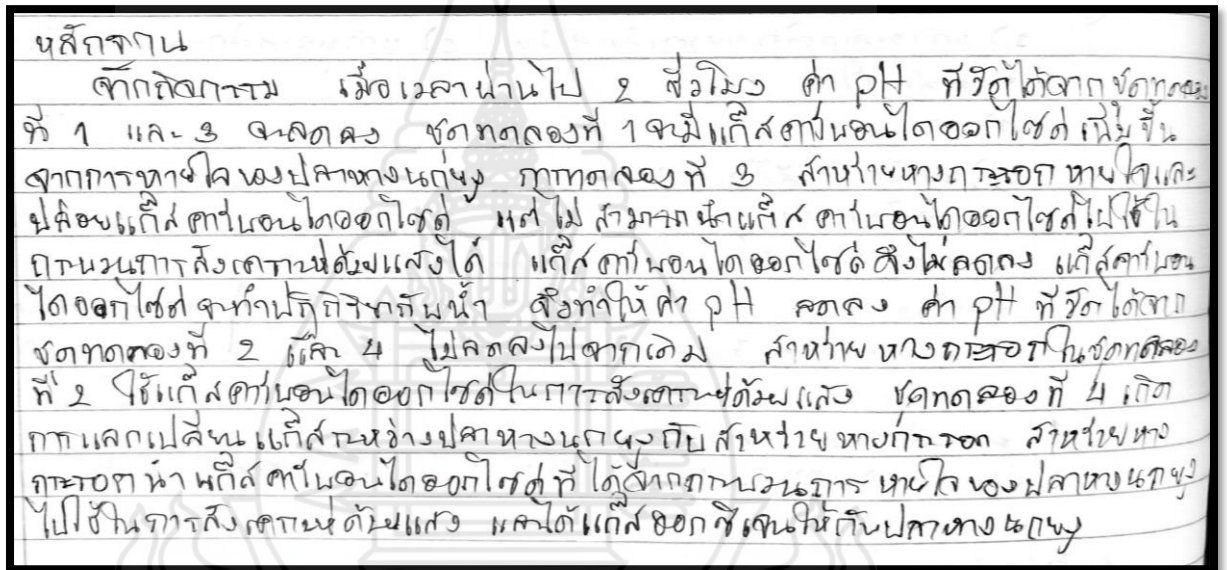 หลักฐาน
จากกิจกรรม เมื่อเวลาผ่านไป 2 ชั่วโมง ค่า pH ที่วัดได้จากชุดทดลอง
ที่ 1 และ 3 จะลดลง ชุดทดลองที่ 1 จะมีแก๊สคาร์บอนไดออกไซด์เพิ่มขึ้น
จากการหายใจของปลาหางนกยูง การทดลองที่ 3 สาหร่ายหางกระรอกหายใจและ
ปล่อยแก๊สคาร์บอนไดออกไซด์ แต่ไม่สามารถนำแก๊สคาร์บอนไดออกไซด์ไปใช้ใน
กระบวนการสังเคราะห์ด้วยแสงได้ แก๊สคาร์บอนไดออกไซด์จึงไม่ลดลง แก๊สคาร์บอน
ไดออกไซด์จะทำปฏิกิริยากับน้ำ จึงทำให้ค่า pH ลดลง ค่า pH ที่วัดได้จาก
ชุดทดลองที่ 2 และ 4 ไม่ลดลงไปจากเดิม สาหร่ายหางกระรอกในชุดทดลอง
ที่ 2 ใช้แก๊สคาร์บอนไดออกไซด์ในการสังเคราะห์ด้วยแสง ชุดทดลองที่ 4 เกิด
การแลกเปลี่ยนแก๊สระหว่างปลาหางนกยูงกับสาหร่ายหางกระรอก สาหร่ายหาง
กระรอกนำแก๊สคาร์บอนไดออกไซด์ที่ได้จากกระบวนการหายใจของปลาหางนกยูง
ไปใช้ในการสังเคราะห์ด้วยแสง และได้แก๊สออกซิเจนให้กับปลาหางนกยูง